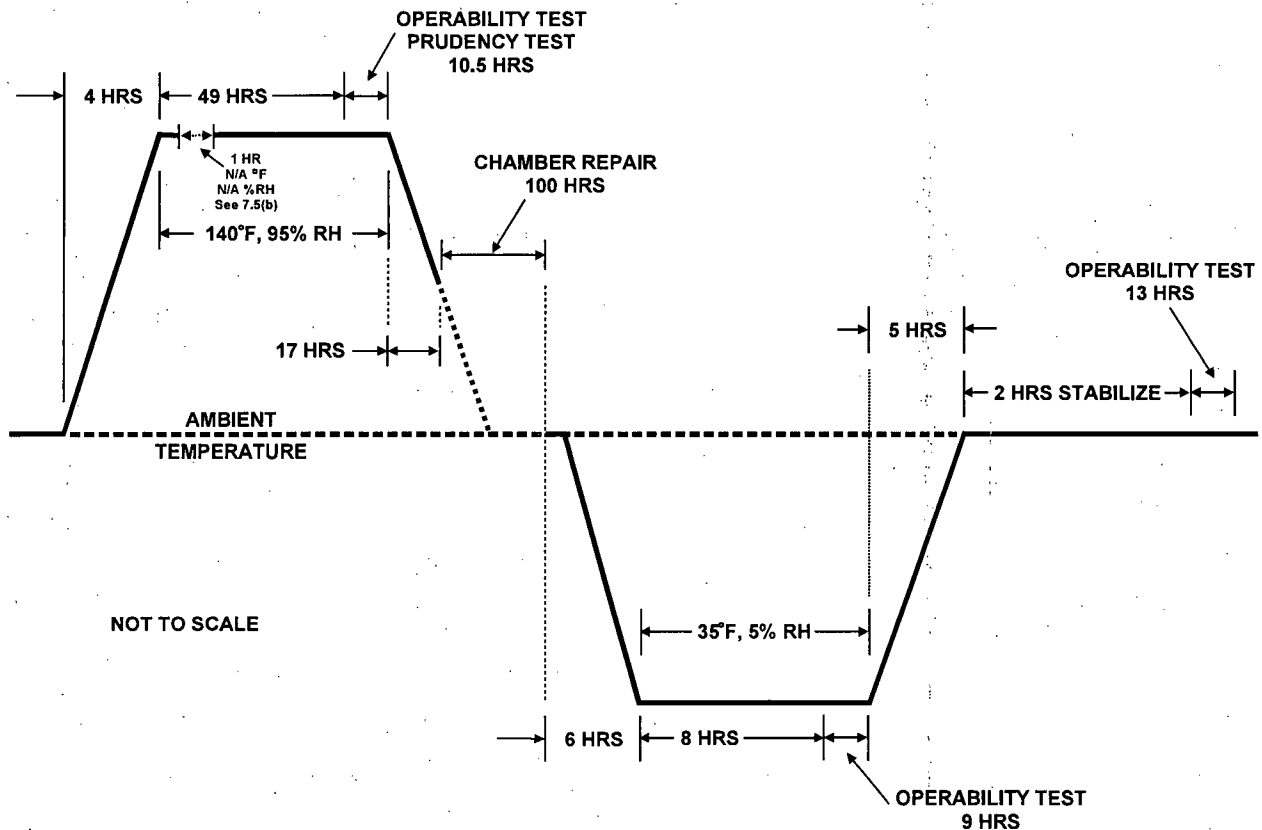 OPERABILITY TEST
PRUDENCY TEST
10.5 HRS
4 HRS
49 HRS
1 HR
N/A °F
N/A %RH
See 7.5(b)
140°F, 95% RH
CHAMBER REPAIR
100 HRS
17 HRS
OPERABILITY TEST
13 HRS
5 HRS
2 HRS STABILIZE
AMBIENT
TEMPERATURE
NOT TO SCALE
35°F, 5% RH
6 HRS
8 HRS
OPERABILITY TEST
9 HRS